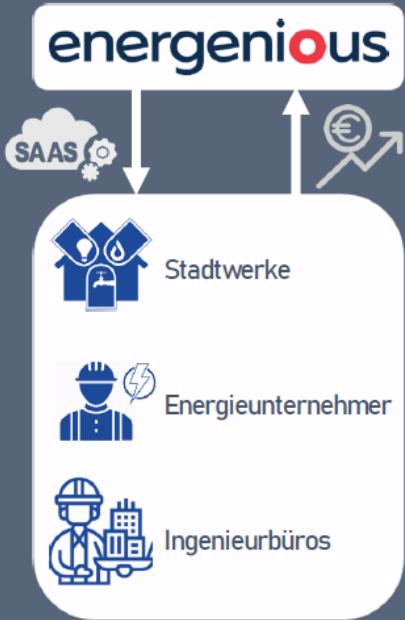 energenious
SAAS
€
Stadtwerke
Energieunternehmer
Ingenieurbüros